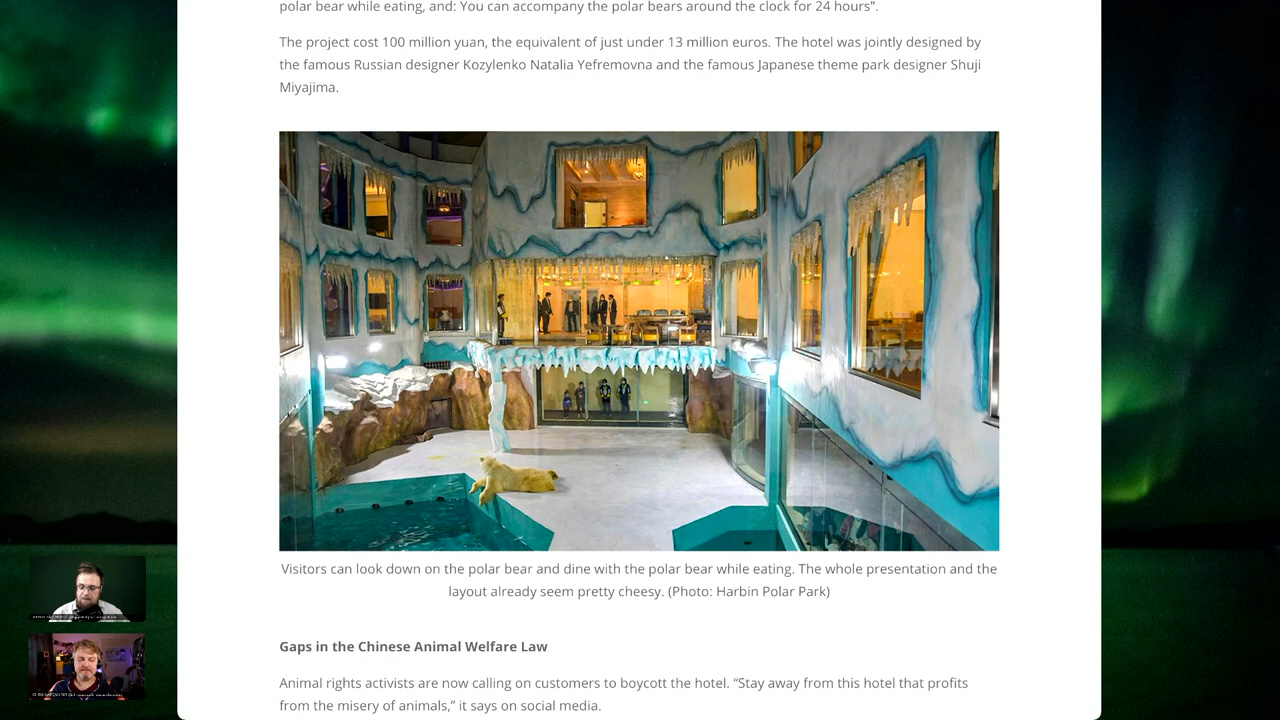 polar bear while eating, and: You can accompany the polar bears around the clock for 24 hours".
The project cost 100 million yuan, the equivalent of just under 13 million euros. The hotel was jointly designed by
the famous Russian designer Kozylenko Natalia Yefremovna and the famous Japanese theme park designer Shuji
Miyajima.
Visitors can look down on the polar bear and dine with the polar bear while eating. The whole presentation and the
layout already seem pretty cheesy. (Photo: Harbin Polar Park)
Gaps in the Chinese Animal Welfare Law
Animal rights activists are now calling on customers to boycott the hotel. “Stay away from this hotel that profits
from the misery of animals,” it says on social media.